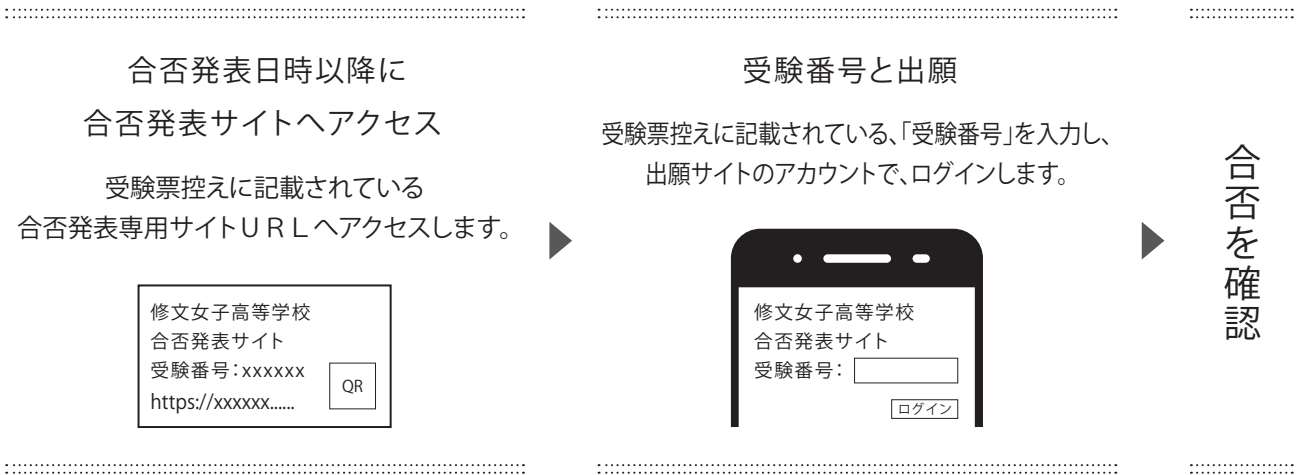 合否発表日時以降に
合否発表サイトへアクセス
受験票控えに記載されている
合否発表専用サイトＵＲＬへアクセスします。
修文女子高等学校
合否発表サイト
受験番号：xxxxxx
https://xxxxxx......
QR
受験番号と出願
受験票控えに記載されている、「受験番号」を入力し、
出願サイトのアカウントで、ログインします。
修文女子高等学校
合否発表サイト
受験番号：
ログイン
合否を確認